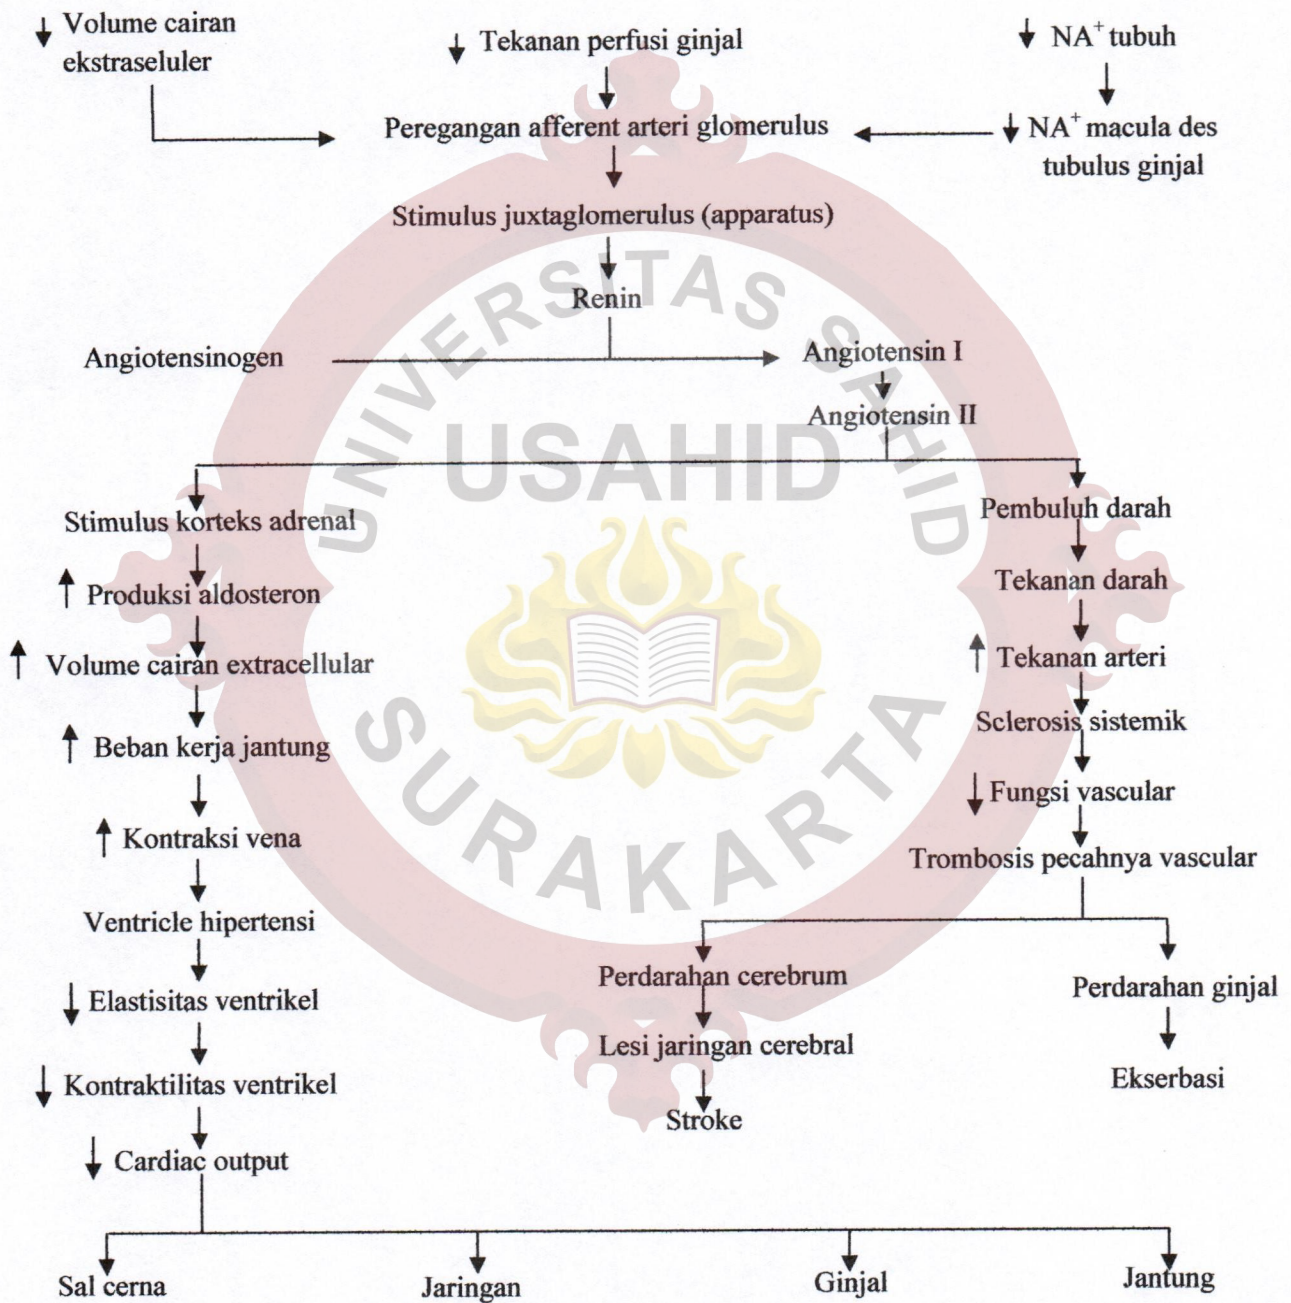 ↓ Volume cairan
ekstraseluler
↓ Tekanan perfusi ginjal
↓ NA⁺ tubuh
Peregangan afferent arteri glomerulus
↓ NA⁺ macula des
tubulus ginjal
Stimulus juxtaglomerulus (apparatus)
Renin
Angiotensinogen
Angiotensin I
Angiotensin II
Stimulus korteks adrenal
↑ Produksi aldosteron
↑ Volume cairan extracellular
↑ Beban kerja jantung
↑ Kontraksi vena
Ventricle hipertensi
↓ Elastisitas ventrikel
↓ Kontraktilitas ventrikel
↓ Cardiac output
Pembuluh darah
Tekanan darah
↑ Tekanan arteri
Sclerosis sistemik
↓ Fungsi vascular
Trombosis pecahnya vascular
Perdarahan cerebrum
Lesi jaringan cerebral
Stroke
Perdarahan ginjal
Ekserbasi
Sal cerna
Jaringan
Ginjal
Jantung
UNIVERSITAS SAHID
USAHID
SURAKARTA